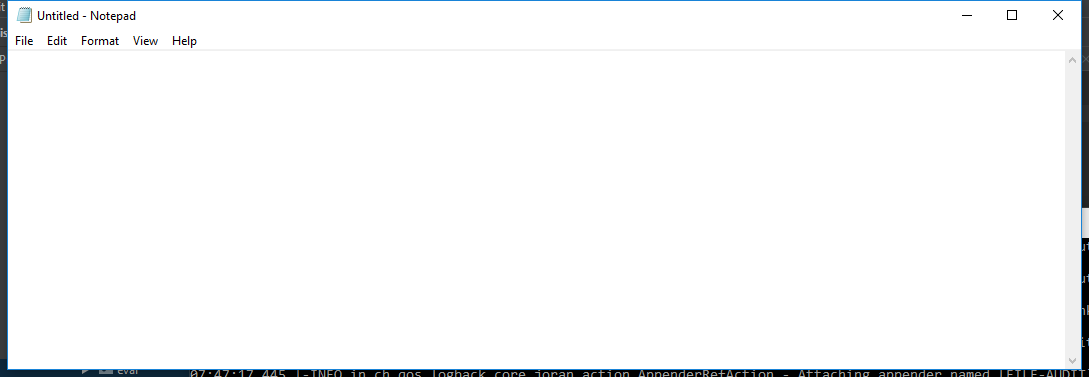 Untitled - Notepad
File Edit Format View Help
eval
07:47:17,445 |-INFO in ch.qos.logback.core.joran.action.AppenderRefAction - Attaching appender named [FILE-AUDIT